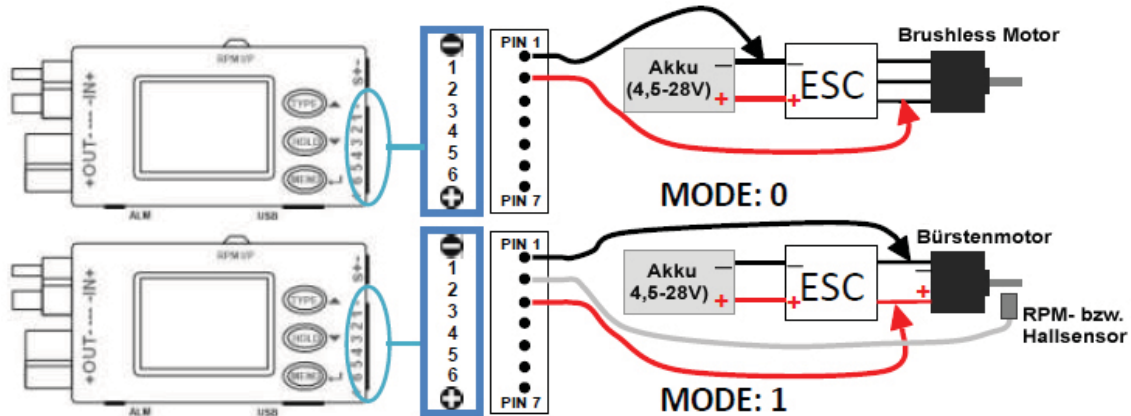 RPM I/P
-IN+
+OUT-
TYPE
HOLD
MENU
ALM
USB
1
2
3
4
5
6
PIN 1
PIN 7
Akku
(4,5-28V)
ESC
Brushless Motor
MODE: 0
RPM I/P
-IN+
+OUT-
TYPE
HOLD
MENU
ALM
USB
1
2
3
4
5
6
PIN 1
PIN 7
Akku
4,5-28V)
ESC
Bürstenmotor
RPM- bzw.
Hallsensor
MODE: 1